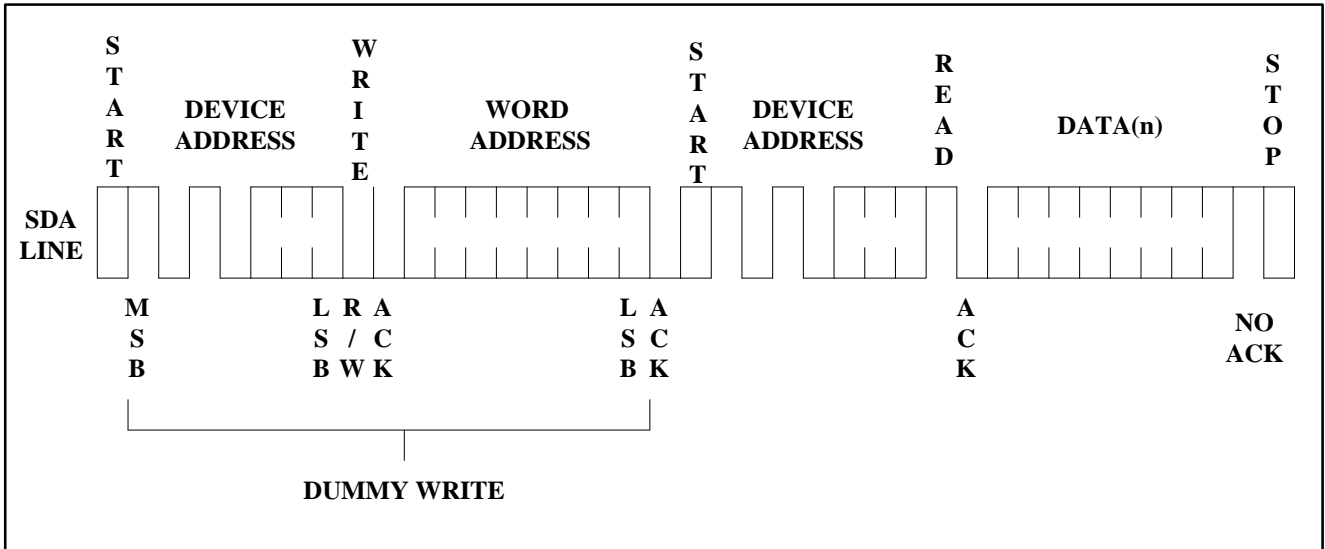 START
WRITE
START
READ
STOP
DEVICE
ADDRESS
WORD
ADDRESS
DEVICE
ADDRESS
DATA(n)
SDA
LINE
MSB
LSB
R/W
ACK
LSB
ACK
ACK
NO
ACK
DUMMY WRITE